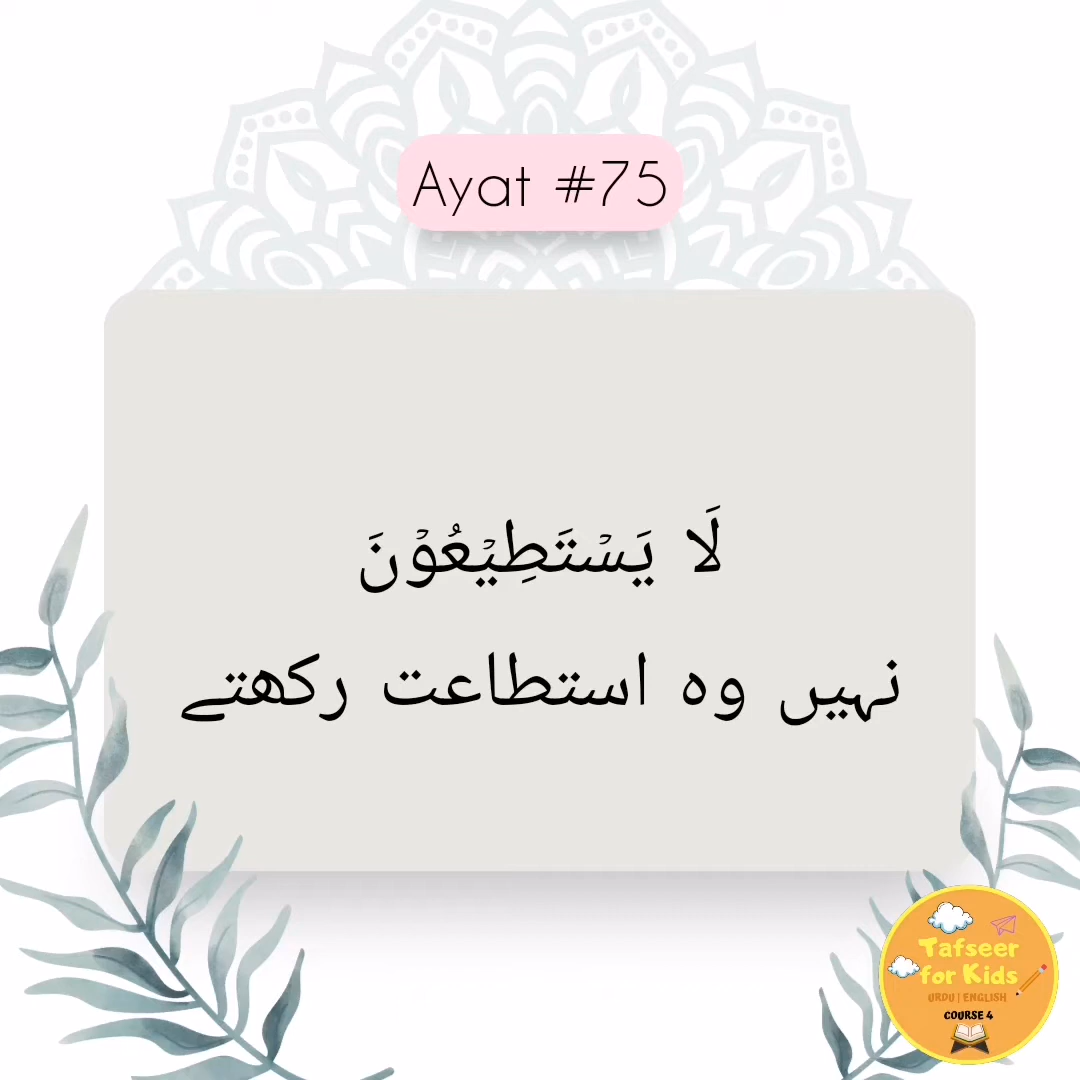 Ayat #75
لَا يَسْتَطِيْعُوْنَ
نہیں وہ استطاعت رکھتے
Tafseer
for Kids
URDU | ENGLISH
COURSE 4